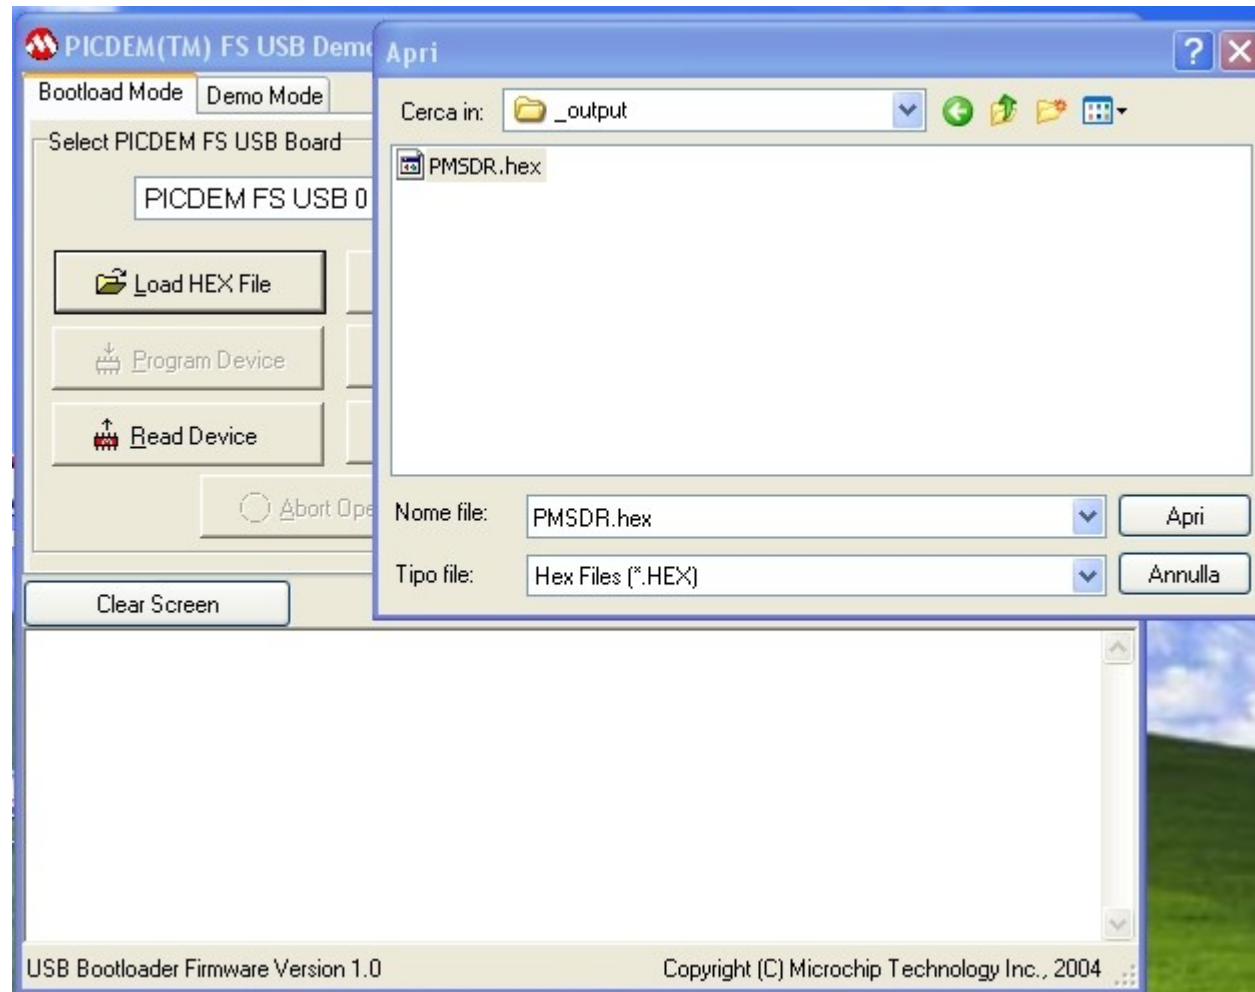 PICDEM(TM) FS USB Demo
Bootload Mode
Demo Mode
Select PICDEM FS USB Board
PICDEM FS USB 0
Load HEX File
Program Device
Read Device
Abort Ope
Clear Screen
Apri
Cerca in:
_output
PMSDR.hex
Nome file:
PMSDR.hex
Apri
Tipo file:
Hex Files (*.HEX)
Annulla
USB Bootloader Firmware Version 1.0
Copyright (C) Microchip Technology Inc., 2004